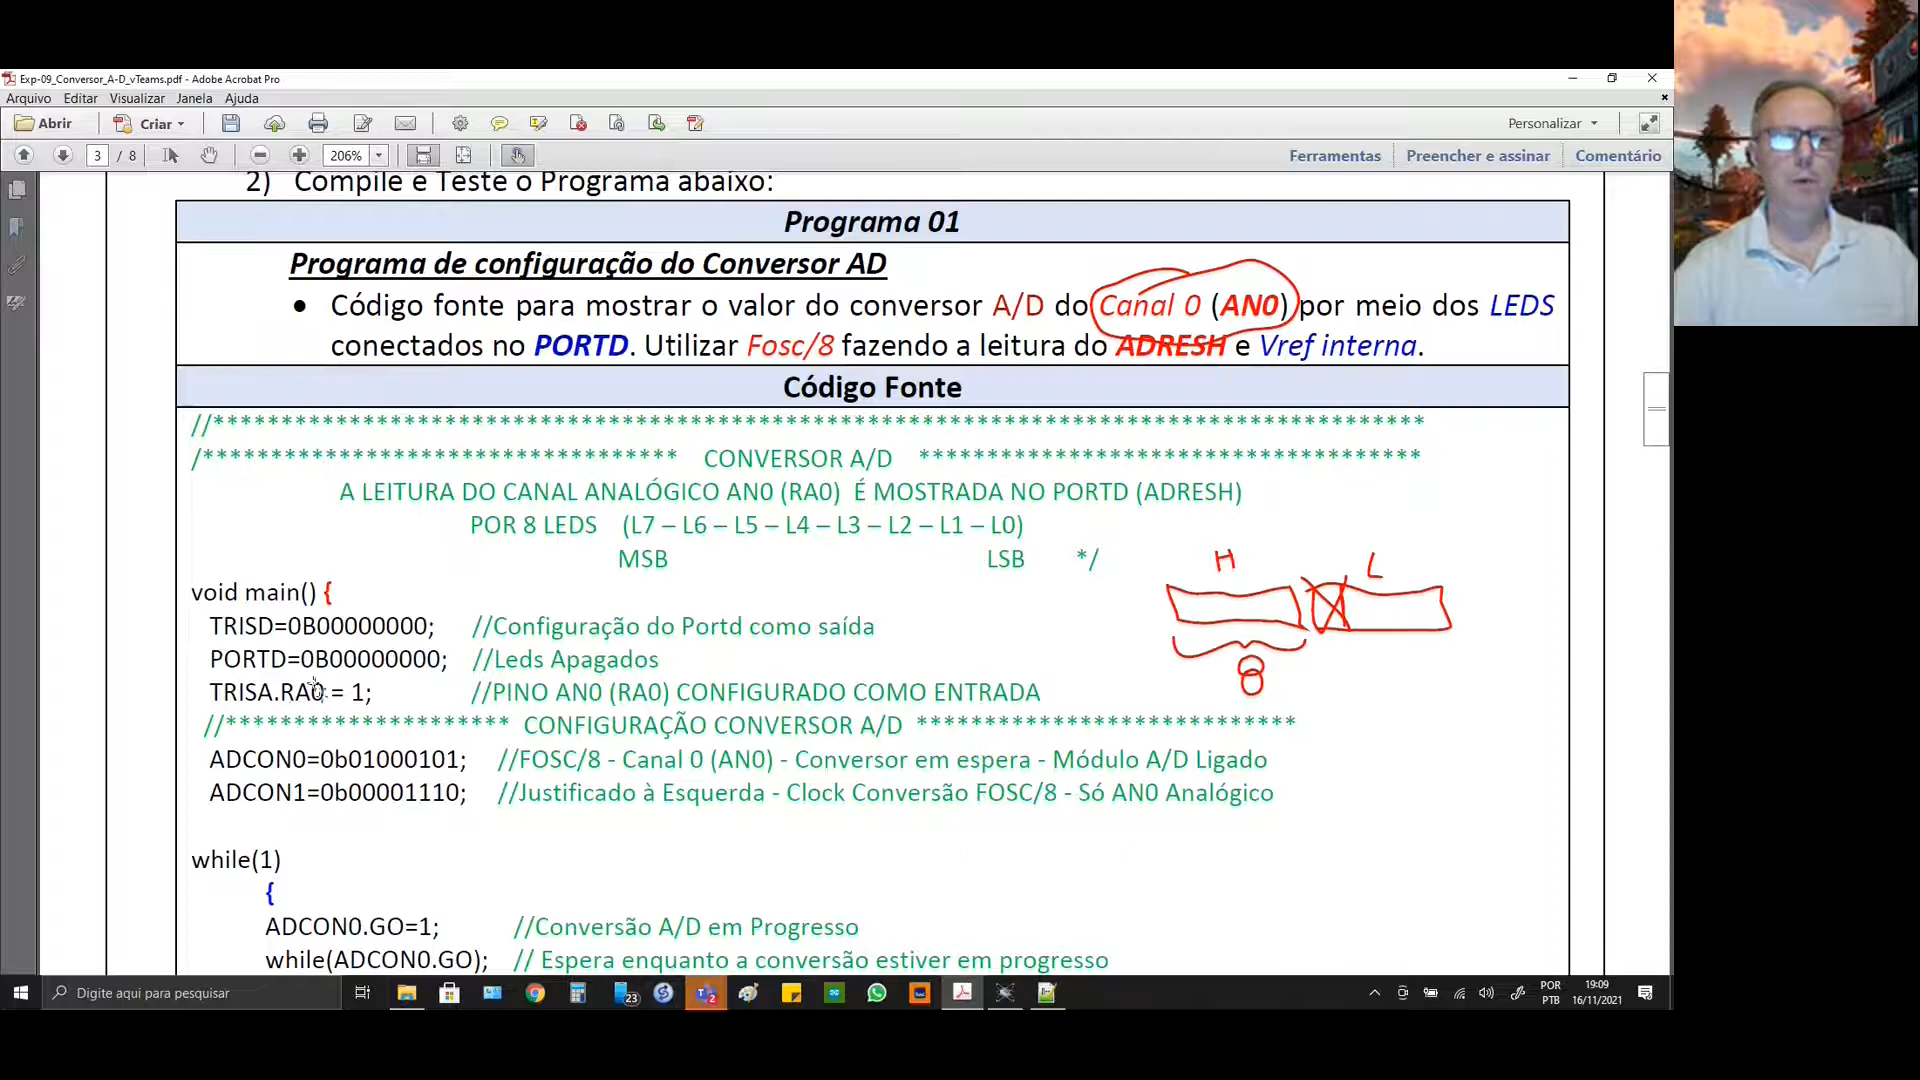 Exp-09_Conversor_A-D_vTeams.pdf - Adobe Acrobat Pro
Arquivo Editar Visualizar Janela Ajuda
Abrir Criar Personalizar
3 / 8 206% Ferramentas Preencher e assinar Comentário
2) Compile e Teste o Programa abaixo:
Programa 01
Programa de configuração do Conversor AD
• Código fonte para mostrar o valor do conversor A/D do Canal 0 (AN0) por meio dos LEDS
conectados no PORTD. Utilizar Fosc/8 fazendo a leitura do ADRESH e Vref interna.
Código Fonte
//******************************************************************************************
/*********************************** CONVERSOR A/D *************************************
A LEITURA DO CANAL ANALÓGICO AN0 (RA0) É MOSTRADA NO PORTD (ADRESH)
POR 8 LEDS (L7 – L6 – L5 – L4 – L3 – L2 – L1 – L0)
MSB LSB */
H L
void main() {
TRISD=0B00000000; //Configuração do Portd como saída
PORTD=0B00000000; //Leds Apagados
8
TRISA.RA0 = 1; //PINO AN0 (RA0) CONFIGURADO COMO ENTRADA
//********************* CONFIGURAÇÃO CONVERSOR A/D ****************************
ADCON0=0b01000101; //FOSC/8 - Canal 0 (AN0) - Conversor em espera - Módulo A/D Ligado
ADCON1=0b00001110; //Justificado à Esquerda - Clock Conversão FOSC/8 - Só AN0 Analógico
while(1)
{
ADCON0.GO=1; //Conversão A/D em Progresso
while(ADCON0.GO); // Espera enquanto a conversão estiver em progresso
Digite aqui para pesquisar 23 2 POR 19:09
PTB 16/11/2021